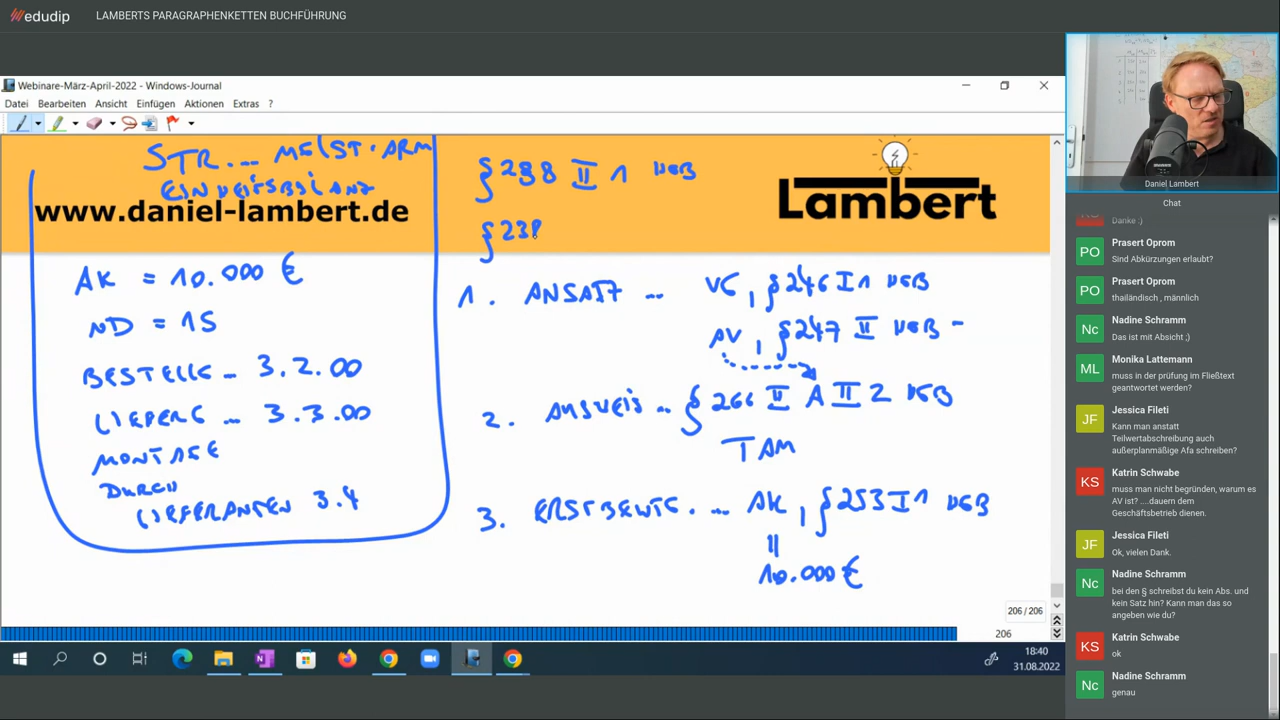 edudip
LAMBERTS PARAGRAPHENKETTEN BUCHFÜHRUNG
Webinare-März-April-2022 - Windows-Journal
Datei Bearbeiten Ansicht Einfügen Aktionen Extras ?
STR. ...
EINHEITSBILANZ
www.daniel-lambert.de
AK = 10.000 €
ND = 15
BESTELLG - 3.2.00
LIEFERG ... 3.3.00
MONTAGE
DURCH
LIEFERANTEN 3.4
§ 238 II 1 HGB
§ 238
Lambert
1. ANSATZ ... VG, § 246 I 1 HGB
AV, § 247 II HGB -
2. AUSWEIS .. § 266 II A II 2 HGB
TAM
3. ERSTBEWTG. ... AK, § 253 I 1 HGB
10.000 €
206 / 206
206
18:40
31.08.2022
Daniel Lambert
Chat
KS
Danke :)
PO
Prasert Oprom
Sind Abkürzungen erlaubt?
PO
Prasert Oprom
thailändisch , männlich
Nc
Nadine Schramm
Das ist mit Absicht ;)
ML
Monika Lattemann
muss in der prüfung im Fließtext
geantwortet werden?
JF
Jessica Fileti
Kann man anstatt
Teilwertabschreibung auch
außerplanmäßige Afa schreiben?
KS
Katrin Schwabe
muss man nicht begründen, warum es
AV ist? ....dauern dem
Geschäftsbetrieb dienen.
JF
Jessica Fileti
Ok, vielen Dank.
Nc
Nadine Schramm
bei den § schreibst du kein Abs. und
kein Satz hin? Kann man das so
angeben wie du?
KS
Katrin Schwabe
ok
Nc
Nadine Schramm
genau